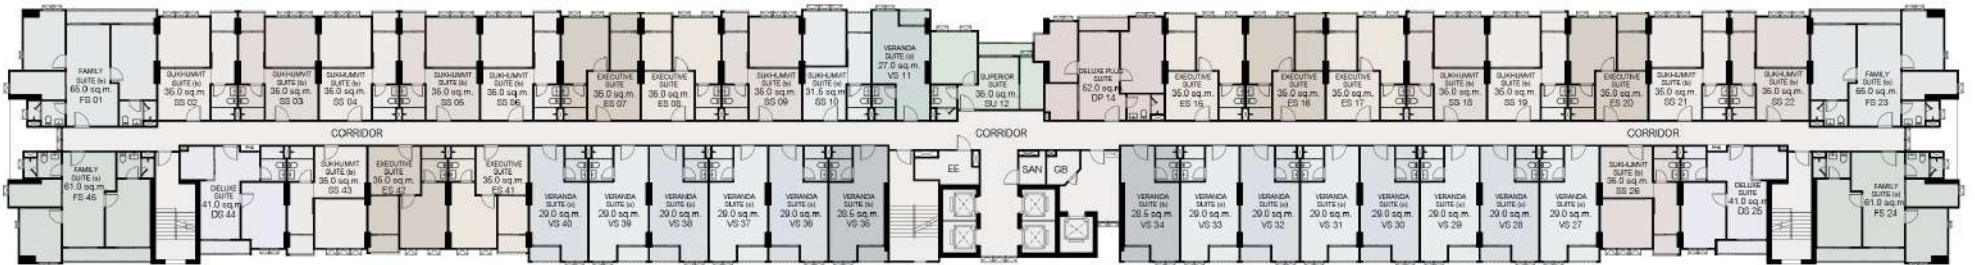 FAMILY
SUITE (b)
65.0 sq.m.
FS 01
SUKHUMVIT
SUITE (b)
35.0 sq.m.
SS 02
SUKHUMVIT
SUITE (b)
35.0 sq.m.
SS 03
SUKHUMVIT
SUITE (b)
35.0 sq.m.
SS 04
SUKHUMVIT
SUITE (b)
35.0 sq.m.
SS 05
SUKHUMVIT
SUITE (b)
35.0 sq.m.
SS 06
EXECUTIVE
SUITE
35.0 sq.m.
ES 07
EXECUTIVE
SUITE
35.0 sq.m.
ES 08
SUKHUMVIT
SUITE (b)
35.0 sq.m.
SS 09
SUKHUMVIT
SUITE (a)
31.5 sq.m.
SS 10
VERANDA
SUITE (a)
27.0 sq.m.
VS 11
SUPERIOR
SUITE
35.0 sq.m.
SU 12
DELUXE PLUS
SUITE
52.0 sq.m.
DP 14
EXECUTIVE
SUITE
35.0 sq.m.
EXECUTIVE
SUITE
35.0 sq.m.
ES 16
EXECUTIVE
SUITE
35.0 sq.m.
ES 17
SUKHUMVIT
SUITE (b)
35.0 sq.m.
SS 18
SUKHUMVIT
SUITE (b)
35.0 sq.m.
SS 19
EXECUTIVE
SUITE
35.0 sq.m.
ES 20
SUKHUMVIT
SUITE (b)
35.0 sq.m.
SS 21
SUKHUMVIT
SUITE (b)
35.0 sq.m.
SS 22
FAMILY
SUITE (b)
65.0 sq.m.
FS 23
CORRIDOR
CORRIDOR
CORRIDOR
FAMILY
SUITE (a)
61.0 sq.m.
FS 45
DELUXE
SUITE
41.0 sq.m.
DS 44
SUKHUMVIT
SUITE (b)
35.0 sq.m.
SS 43
EXECUTIVE
SUITE
35.0 sq.m.
ES 42
EXECUTIVE
SUITE
35.0 sq.m.
ES 41
VERANDA
SUITE (c)
29.0 sq.m.
VS 40
VERANDA
SUITE (c)
29.0 sq.m.
VS 39
VERANDA
SUITE (c)
29.0 sq.m.
VS 38
VERANDA
SUITE (c)
29.0 sq.m.
VS 37
VERANDA
SUITE (c)
29.0 sq.m.
VS 36
VERANDA
SUITE (b)
28.5 sq.m.
VS 35
EE
SAN
GB
VERANDA
SUITE (b)
28.5 sq.m.
VS 34
VERANDA
SUITE (c)
29.0 sq.m.
VS 33
VERANDA
SUITE (c)
29.0 sq.m.
VS 32
VERANDA
SUITE (c)
29.0 sq.m.
VS 31
VERANDA
SUITE (c)
29.0 sq.m.
VS 30
VERANDA
SUITE (c)
29.0 sq.m.
VS 29
VERANDA
SUITE (c)
29.0 sq.m.
VS 28
VERANDA
SUITE (c)
29.0 sq.m.
VS 27
SUKHUMVIT
SUITE (b)
35.0 sq.m.
SS 26
DELUXE
SUITE
41.0 sq.m.
DS 25
FAMILY
SUITE (a)
61.0 sq.m.
FS 24